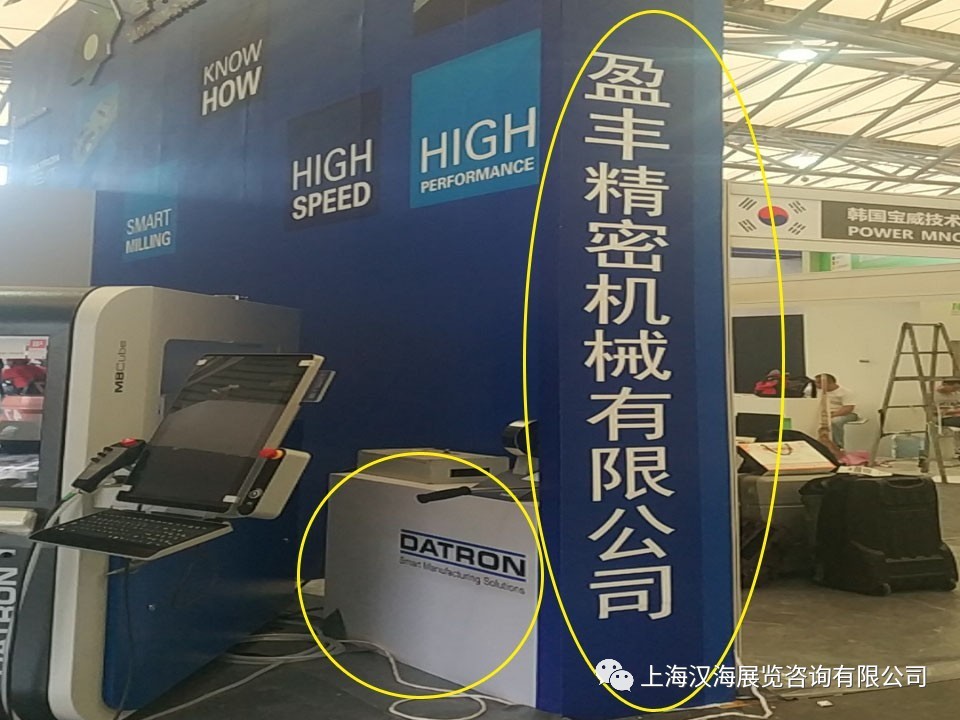 KNOW
HOW
HIGH
SPEED
HIGH
PERFORMANCE
SMART
MILLING
盈丰精密机械有限公司
韩国宝威技术
POWER MNC
M8Cube
DATRON
Smart Manufacturing Solutions
DATRON
上海汉海展览咨询有限公司